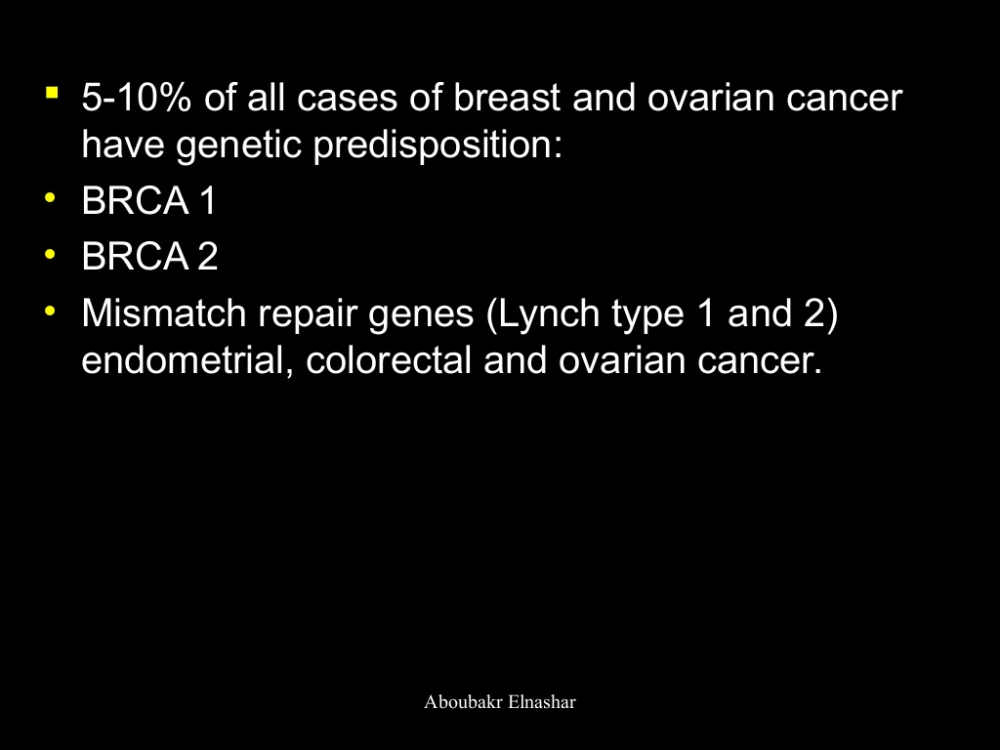 ▪ 5-10% of all cases of breast and ovarian cancer
have genetic predisposition:
• BRCA 1
• BRCA 2
• Mismatch repair genes (Lynch type 1 and 2)
endometrial, colorectal and ovarian cancer.
Aboubakr Elnashar